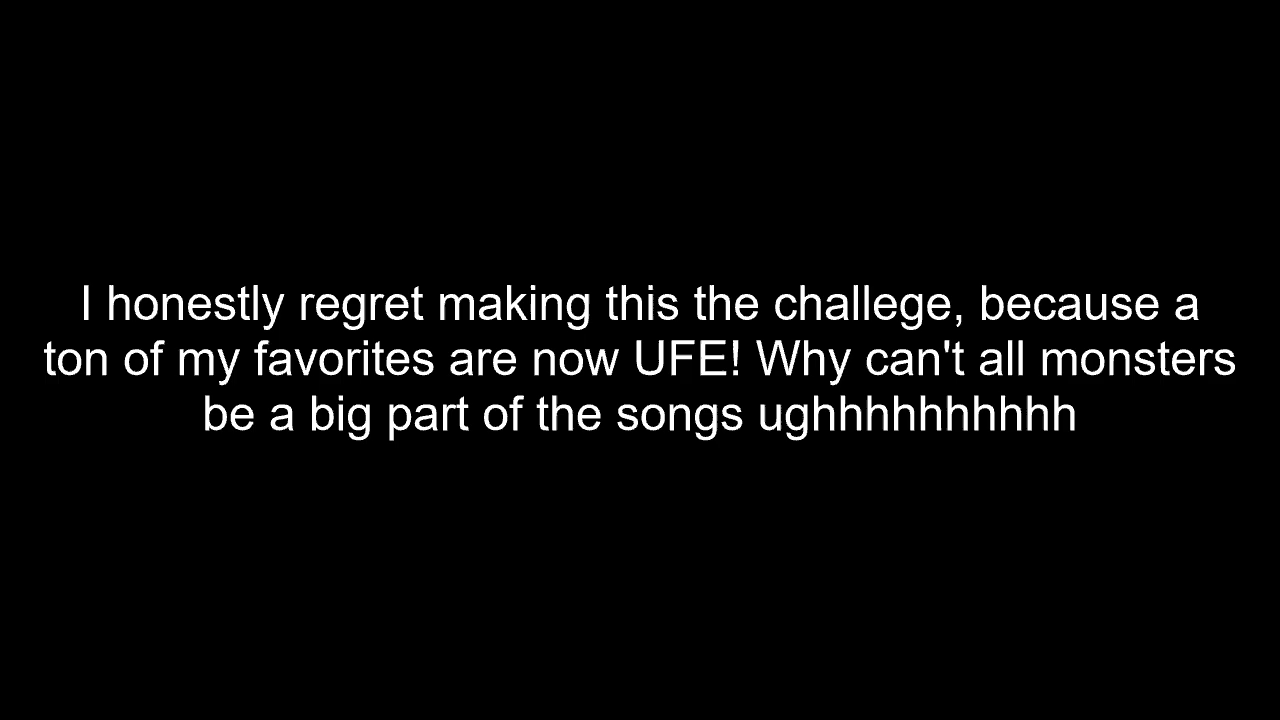 I honestly regret making this the challege, because a
ton of my favorites are now UFE! Why can't all monsters
be a big part of the songs ughhhhhhhhhh